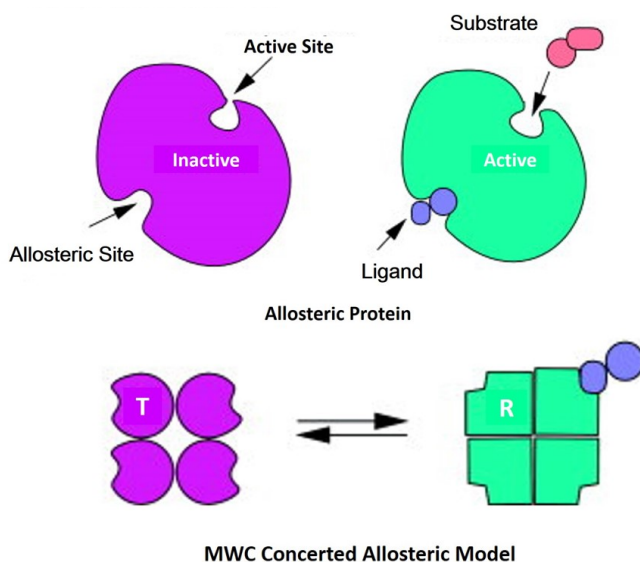 Substrate
Active Site
Inactive
Active
Allosteric Site
Ligand
Allosteric Protein
T
R
MWC Concerted Allosteric Model